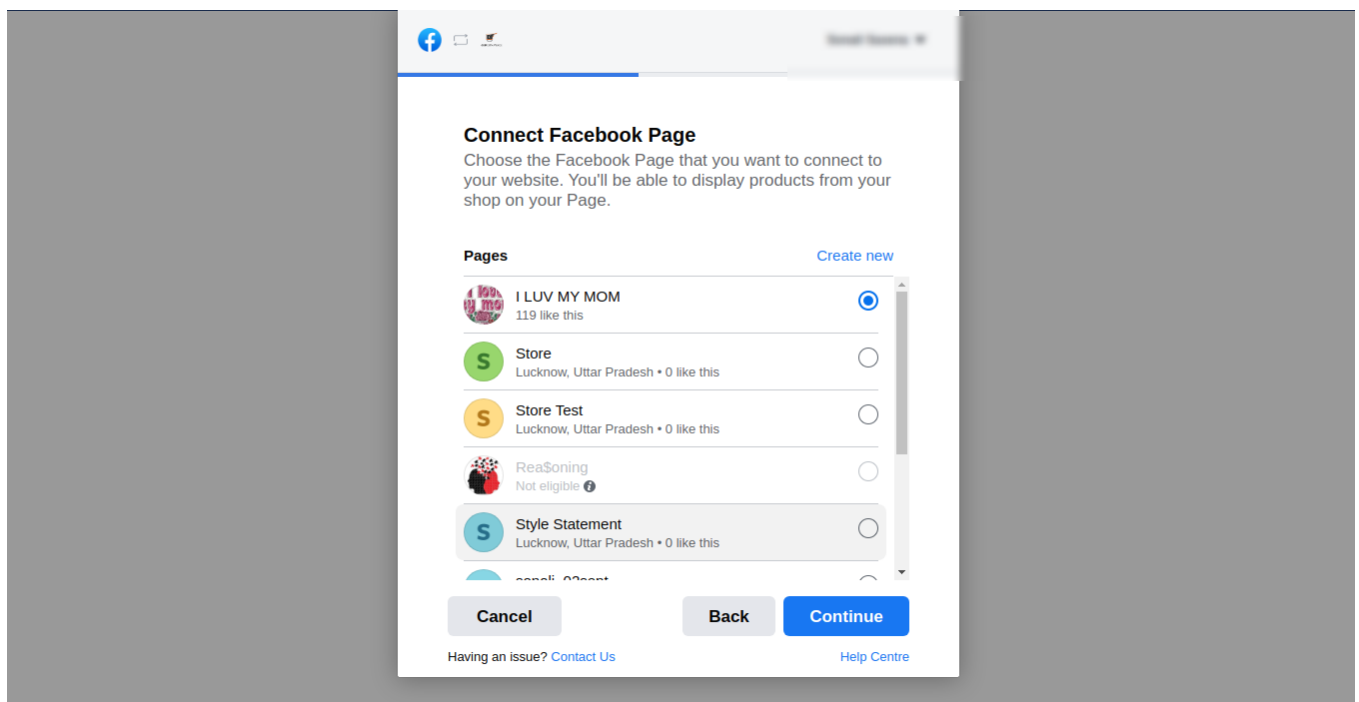 Connect Facebook Page
Choose the Facebook Page that you want to connect to
your website. You'll be able to display products from your
shop on your Page.
Pages
Create new
I LUV MY MOM
119 like this
S
Store
Lucknow, Uttar Pradesh • 0 like this
S
Store Test
Lucknow, Uttar Pradesh • 0 like this
Rea$oning
Not eligible
S
Style Statement
Lucknow, Uttar Pradesh • 0 like this
Cancel
Back
Continue
Having an issue? Contact Us
Help Centre